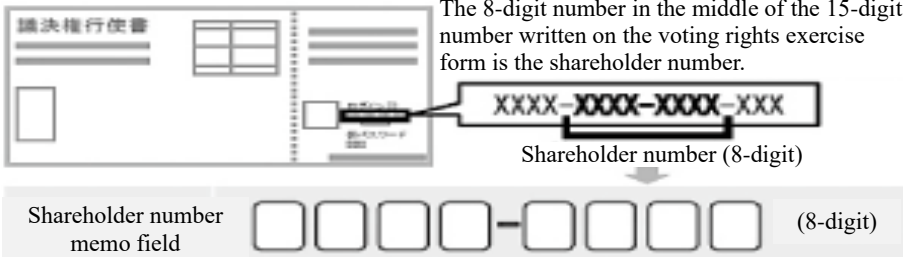 The 8-digit number in the middle of the 15-digit
number written on the voting rights exercise
form is the shareholder number.
議決権行使書
XXXX-XXXX-XXXX-XXX
Shareholder number (8-digit)
Shareholder number
memo field
(8-digit)